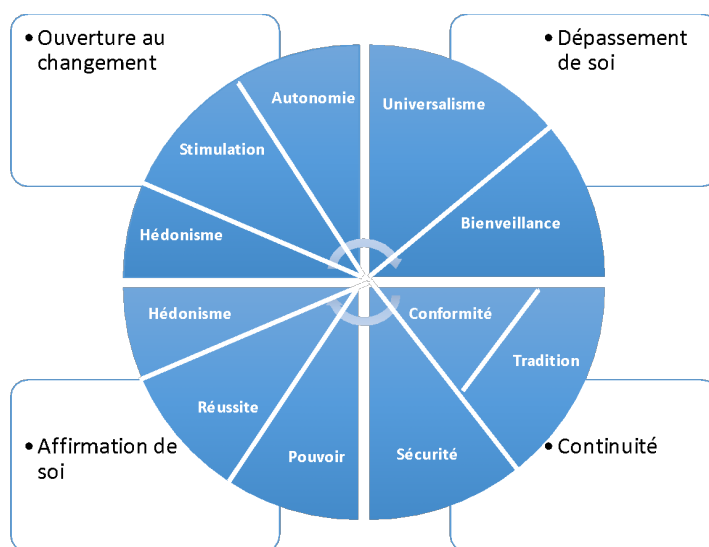 • Ouverture au
changement
• Dépassement
de soi
Autonomie
Universalisme
Stimulation
Bienveillance
Hédonisme
Hédonisme
Conformité
Tradition
Réussite
Pouvoir
Sécurité
• Affirmation de
soi
• Continuité